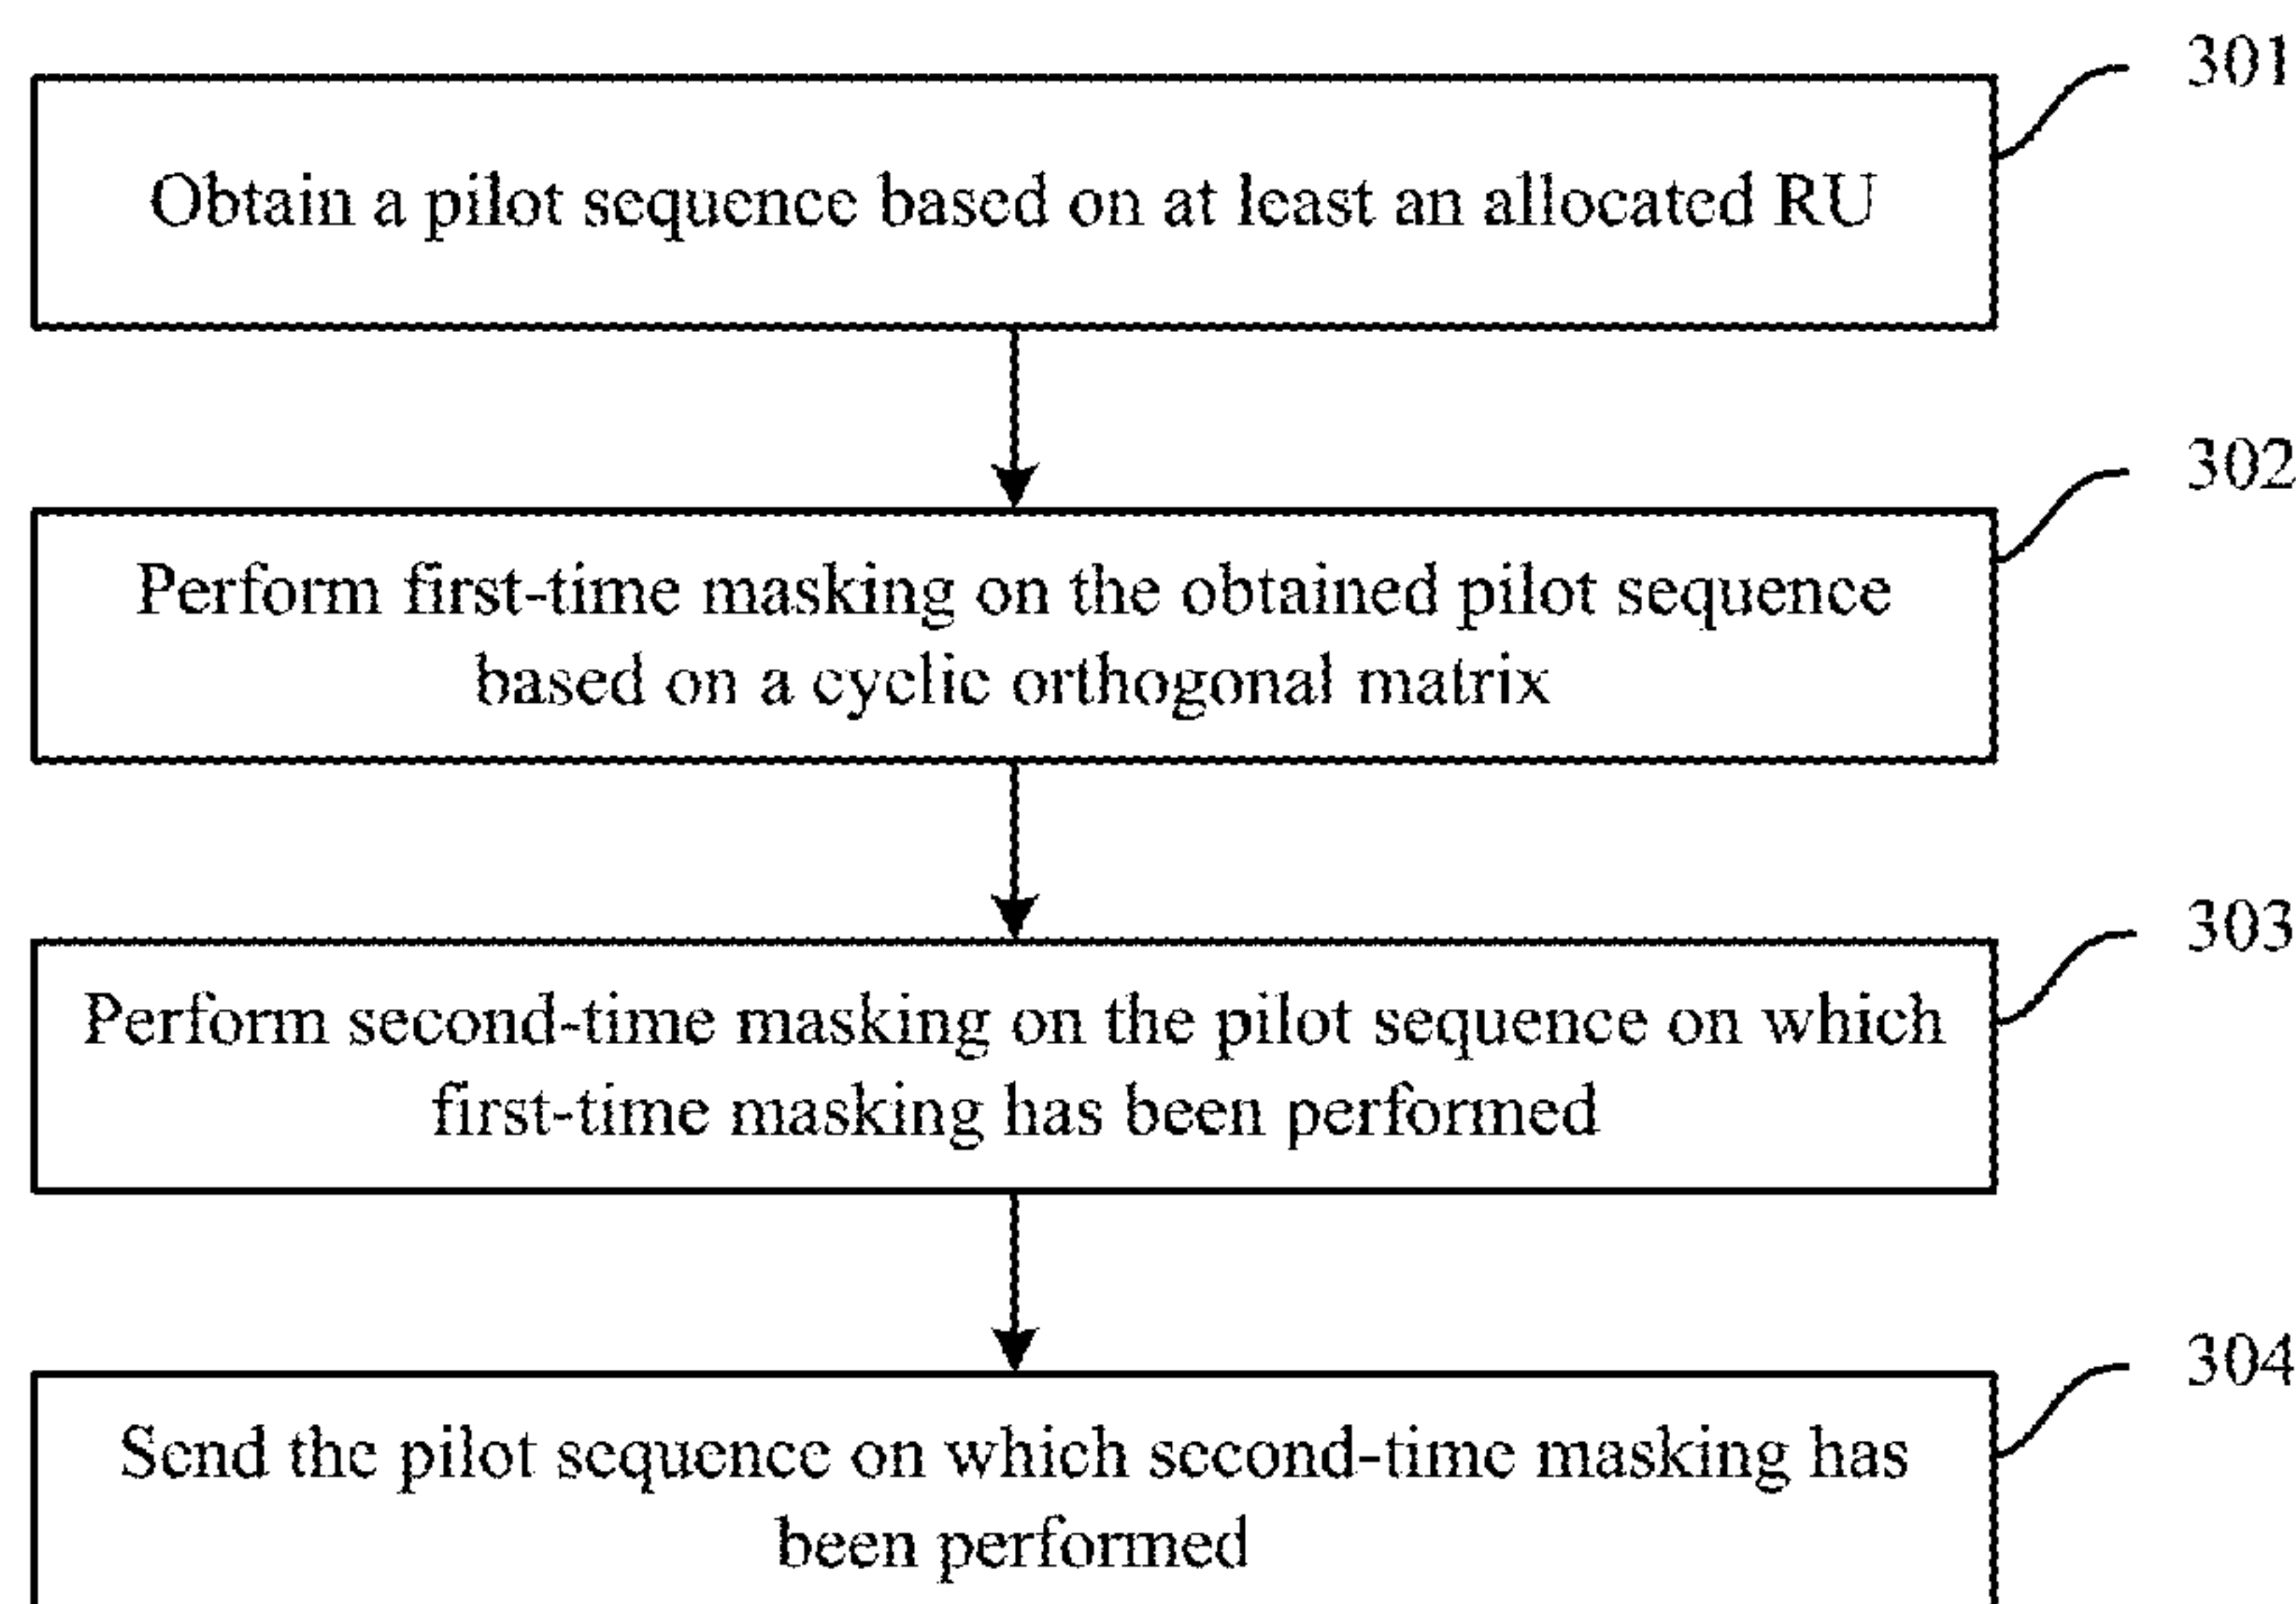 301
Obtain a pilot sequence based on at least an allocated RU
302
Perform first-time masking on the obtained pilot sequence
based on a cyclic orthogonal matrix
303
Perform second-time masking on the pilot sequence on which
first-time masking has been performed
304
Send the pilot sequence on which second-time masking has
been performed